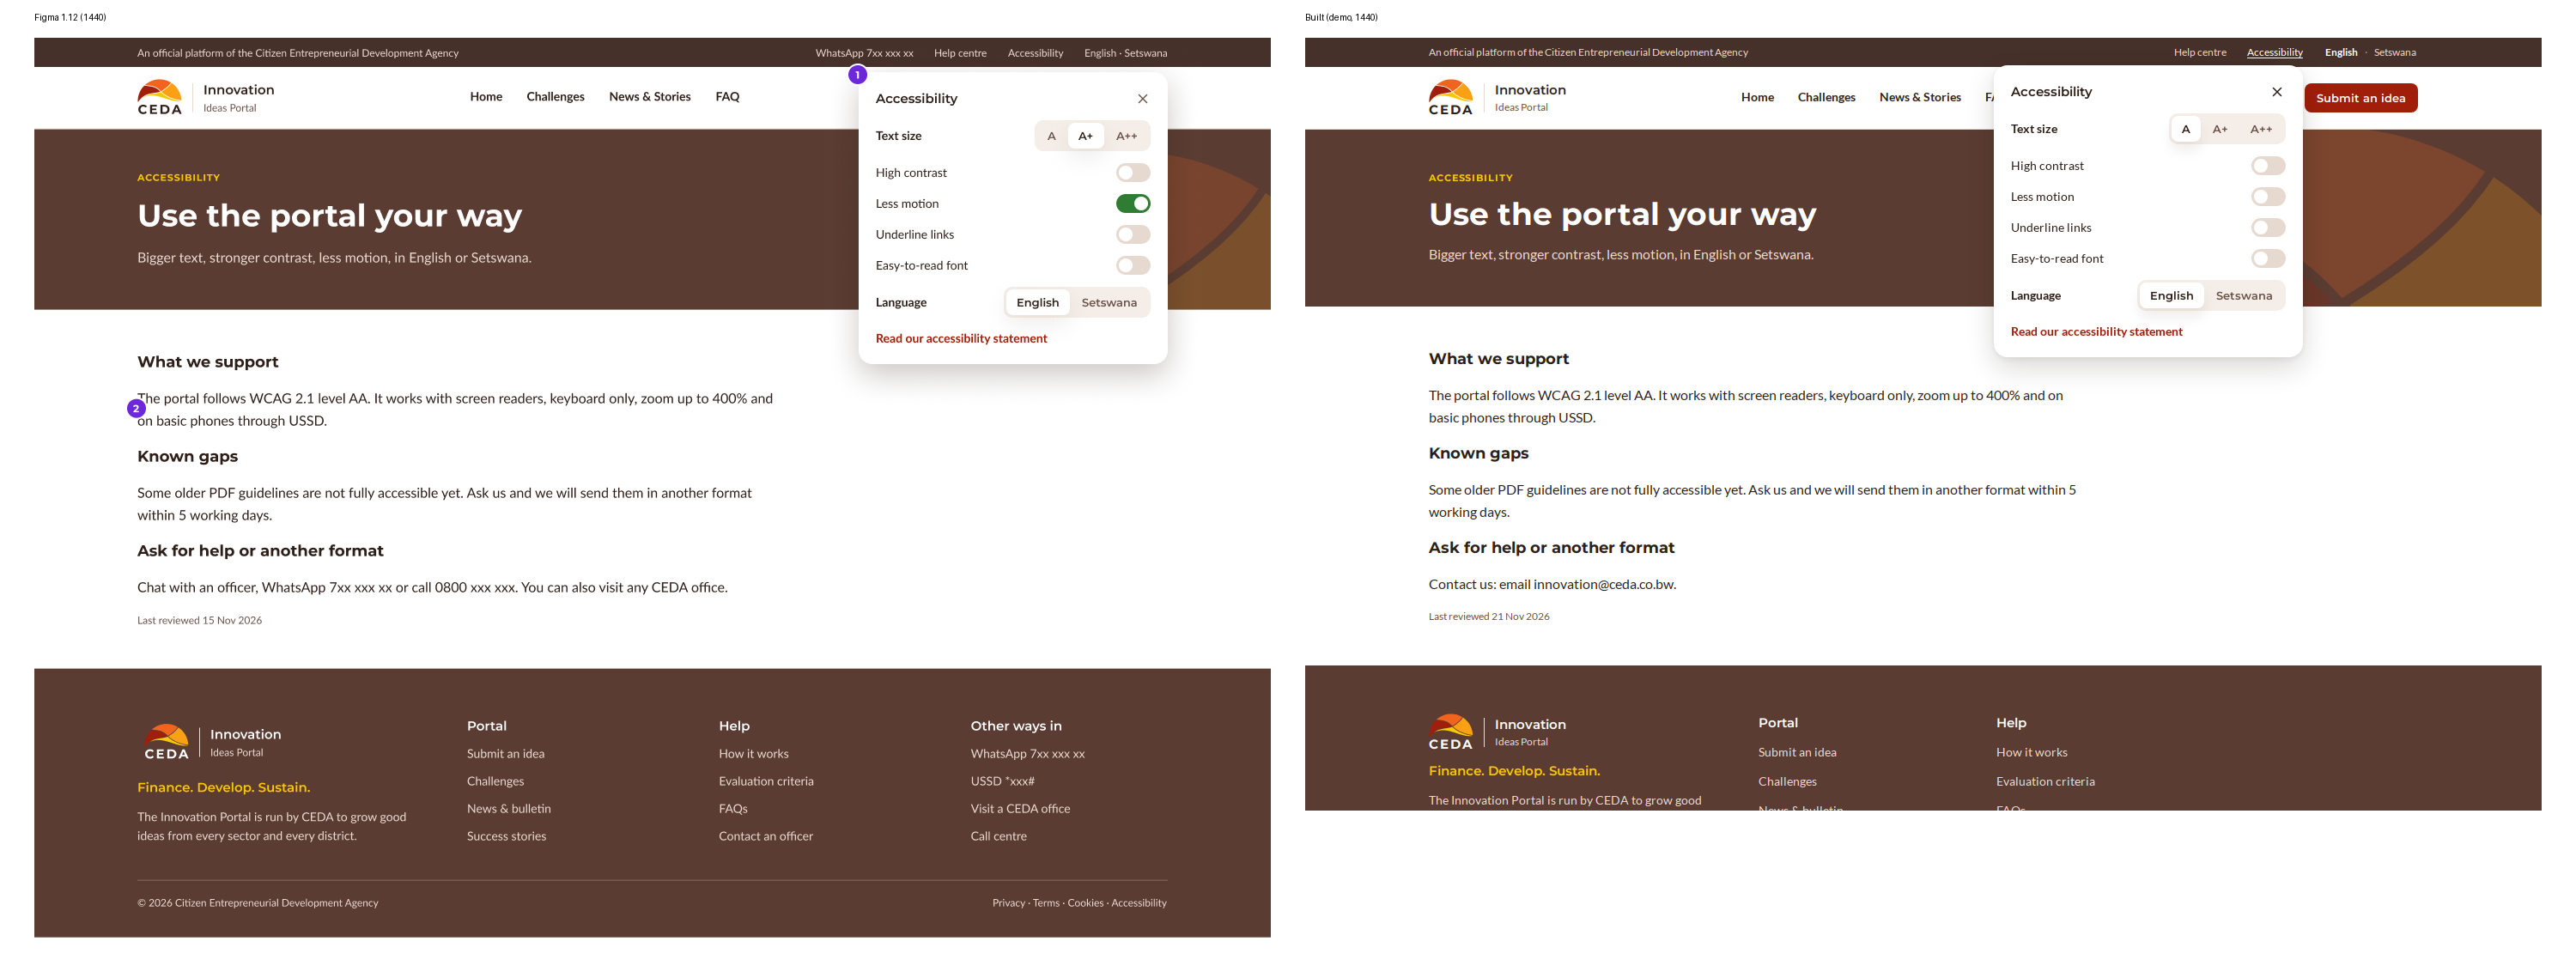 Figma 1.12 (1440)
An official platform of the Citizen Entrepreneurial Development Agency
WhatsApp 7xx xxx xx
Help centre
Accessibility
English · Setswana
1
CEDA
Innovation
Ideas Portal
Home
Challenges
News & Stories
FAQ
Accessibility
Text size
A
A+
A++
High contrast
Less motion
Underline links
Easy-to-read font
Language
English
Setswana
Read our accessibility statement
ACCESSIBILITY
Use the portal your way
Bigger text, stronger contrast, less motion, in English or Setswana.
What we support
2
The portal follows WCAG 2.1 level AA. It works with screen readers, keyboard only, zoom up to 400% and
on basic phones through USSD.
Known gaps
Some older PDF guidelines are not fully accessible yet. Ask us and we will send them in another format
within 5 working days.
Ask for help or another format
Chat with an officer, WhatsApp 7xx xxx xx or call 0800 xxx xxx. You can also visit any CEDA office.
Last reviewed 15 Nov 2026
CEDA
Innovation
Ideas Portal
Finance. Develop. Sustain.
The Innovation Portal is run by CEDA to grow good
ideas from every sector and every district.
Portal
Submit an idea
Challenges
News & bulletin
Success stories
Help
How it works
Evaluation criteria
FAQs
Contact an officer
Other ways in
WhatsApp 7xx xxx xx
USSD *xxx#
Visit a CEDA office
Call centre
© 2026 Citizen Entrepreneurial Development Agency
Privacy · Terms · Cookies · Accessibility
Built (demo, 1440)
An official platform of the Citizen Entrepreneurial Development Agency
Help centre
Accessibility
English · Setswana
CEDA
Innovation
Ideas Portal
Home
Challenges
News & Stories
Submit an idea
Accessibility
Text size
A
A+
A++
High contrast
Less motion
Underline links
Easy-to-read font
Language
English
Setswana
Read our accessibility statement
ACCESSIBILITY
Use the portal your way
Bigger text, stronger contrast, less motion, in English or Setswana.
What we support
The portal follows WCAG 2.1 level AA. It works with screen readers, keyboard only, zoom up to 400% and on
basic phones through USSD.
Known gaps
Some older PDF guidelines are not fully accessible yet. Ask us and we will send them in another format within 5
working days.
Ask for help or another format
Contact us: email innovation@ceda.co.bw.
Last reviewed 21 Nov 2026
CEDA
Innovation
Ideas Portal
Finance. Develop. Sustain.
The Innovation Portal is run by CEDA to grow good
Portal
Submit an idea
Challenges
Help
How it works
Evaluation criteria